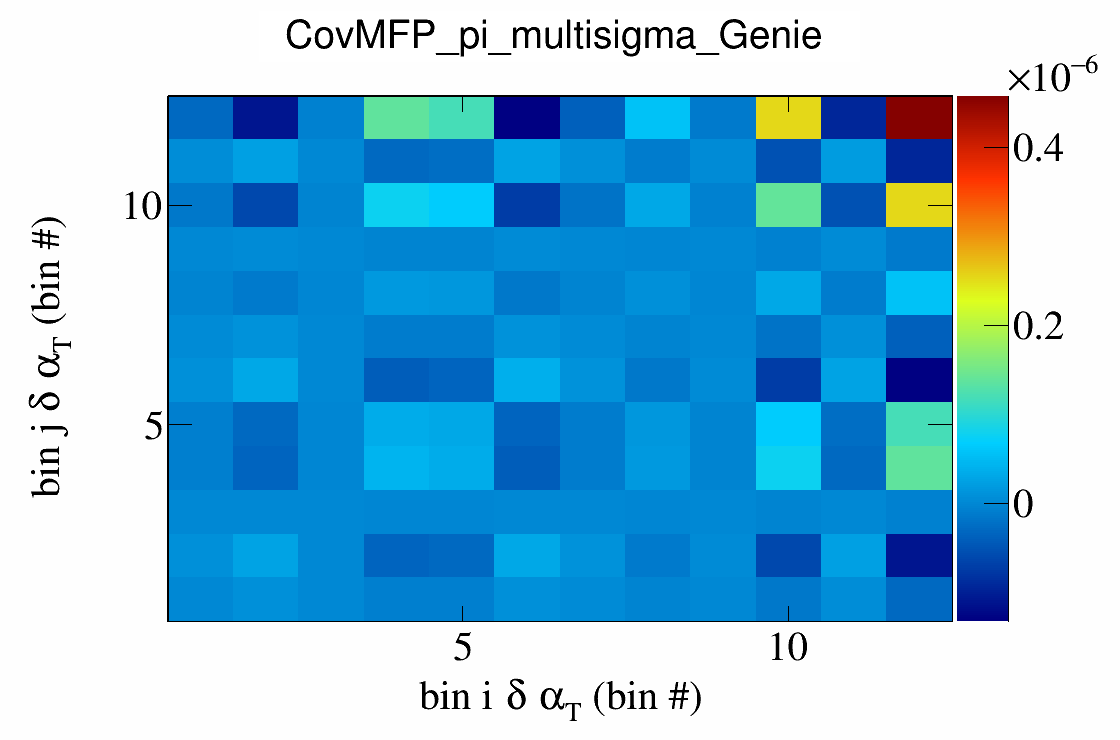 CovMFP_pi_multisigma_Genie
×10⁻⁶
0.4
0.2
0
10
5
bin j δ α_T (bin #)
5
10
bin i δ α_T (bin #)